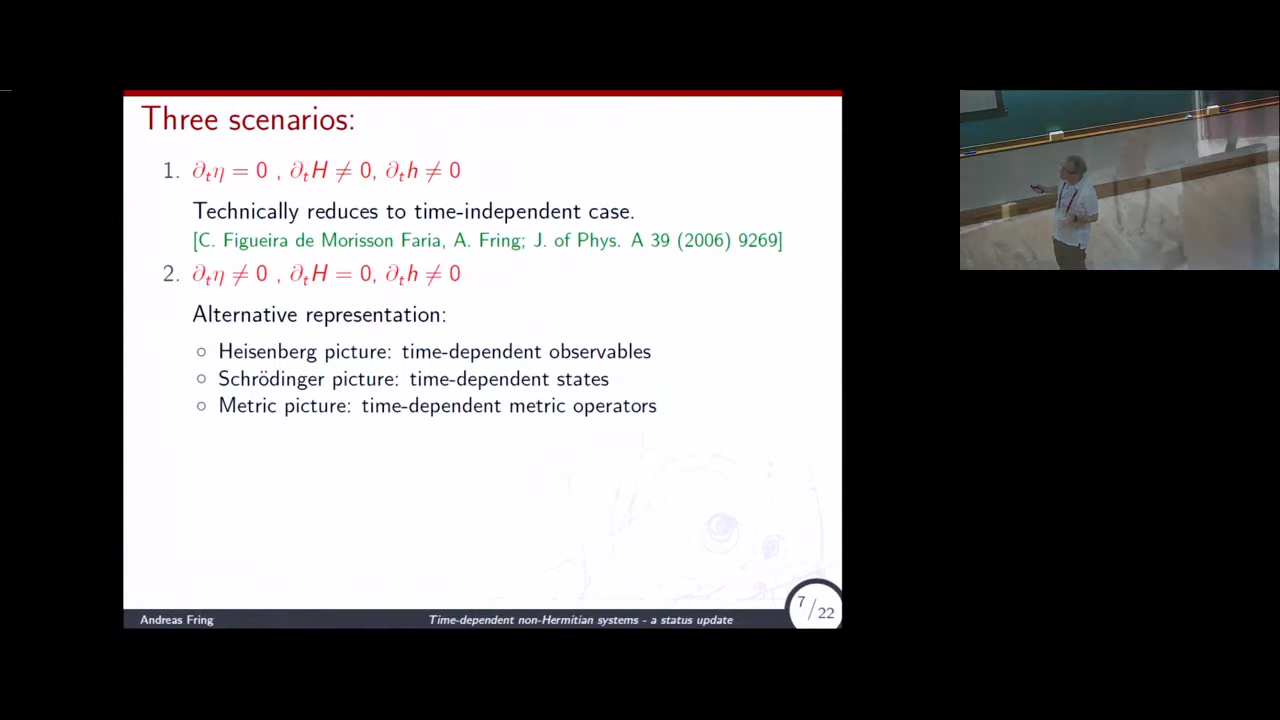 Three scenarios:
1. ∂ₜη = 0 , ∂ₜH ≠ 0, ∂ₜh ≠ 0
Technically reduces to time-independent case.
[C. Figueira de Morisson Faria, A. Fring; J. of Phys. A 39 (2006) 9269]
2. ∂ₜη ≠ 0 , ∂ₜH = 0, ∂ₜh ≠ 0
Alternative representation:
○ Heisenberg picture: time-dependent observables
○ Schrödinger picture: time-dependent states
○ Metric picture: time-dependent metric operators
Andreas Fring
Time-dependent non-Hermitian systems - a status update
7/22